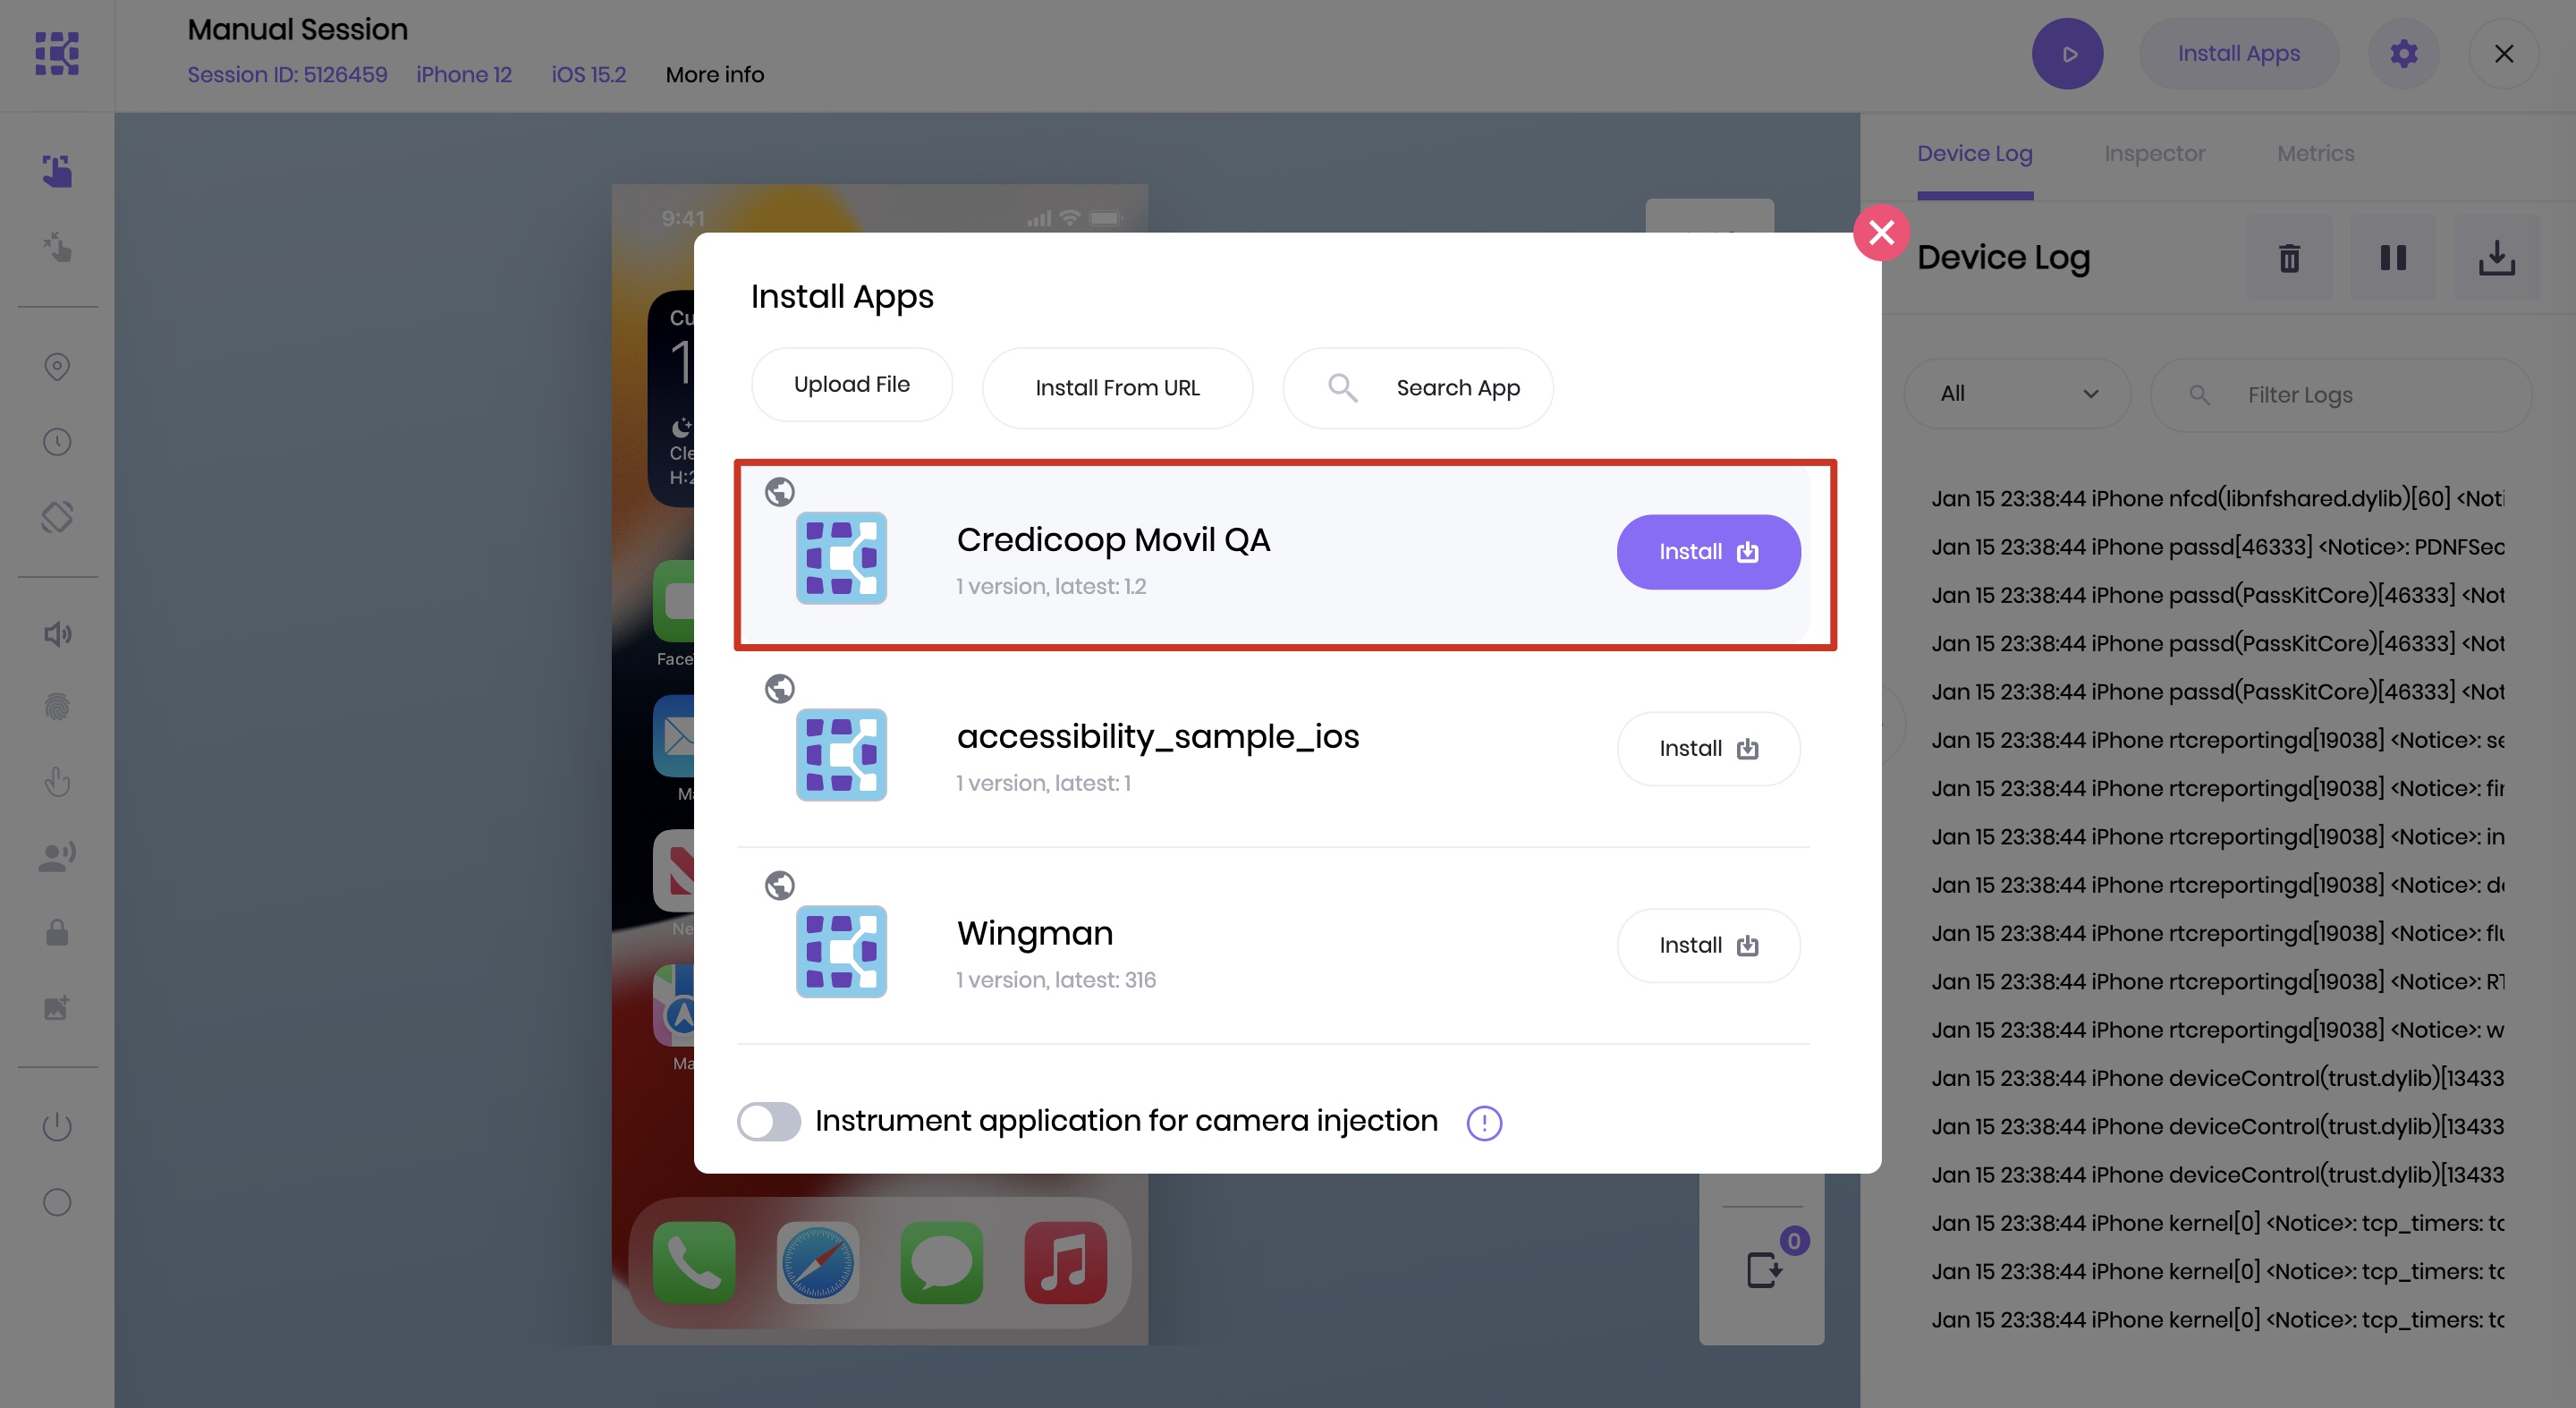 Manual Session
Session ID: 5126459 iPhone 12 iOS 15.2 More info
Install Apps
Device Log Inspector Metrics
Device Log
All
Filter Logs
Jan 15 23:38:44 iPhone nfcd(libnfshared.dylib)[60] <Noti
Jan 15 23:38:44 iPhone passd[46333] <Notice>: PDNFSec
Jan 15 23:38:44 iPhone passd(PassKitCore)[46333] <Not
Jan 15 23:38:44 iPhone passd(PassKitCore)[46333] <Not
Jan 15 23:38:44 iPhone passd(PassKitCore)[46333] <Not
Jan 15 23:38:44 iPhone rtcreportingd[19038] <Notice>: se
Jan 15 23:38:44 iPhone rtcreportingd[19038] <Notice>: fir
Jan 15 23:38:44 iPhone rtcreportingd[19038] <Notice>: in
Jan 15 23:38:44 iPhone rtcreportingd[19038] <Notice>: de
Jan 15 23:38:44 iPhone rtcreportingd[19038] <Notice>: flu
Jan 15 23:38:44 iPhone rtcreportingd[19038] <Notice>: RT
Jan 15 23:38:44 iPhone rtcreportingd[19038] <Notice>: w
Jan 15 23:38:44 iPhone deviceControl(trust.dylib)[13433
Jan 15 23:38:44 iPhone deviceControl(trust.dylib)[13433
Jan 15 23:38:44 iPhone deviceControl(trust.dylib)[13433
Jan 15 23:38:44 iPhone kernel[0] <Notice>: tcp_timers: tc
Jan 15 23:38:44 iPhone kernel[0] <Notice>: tcp_timers: tc
Jan 15 23:38:44 iPhone kernel[0] <Notice>: tcp_timers: tc
9:41
Cu
1
Cle
H:2
Face
Ma
Ne
Ma
Install Apps
Upload File
Install From URL
Search App
Credicoop Movil QA
1 version, latest: 1.2
Install
accessibility_sample_ios
1 version, latest: 1
Install
Wingman
1 version, latest: 316
Install
Instrument application for camera injection
0